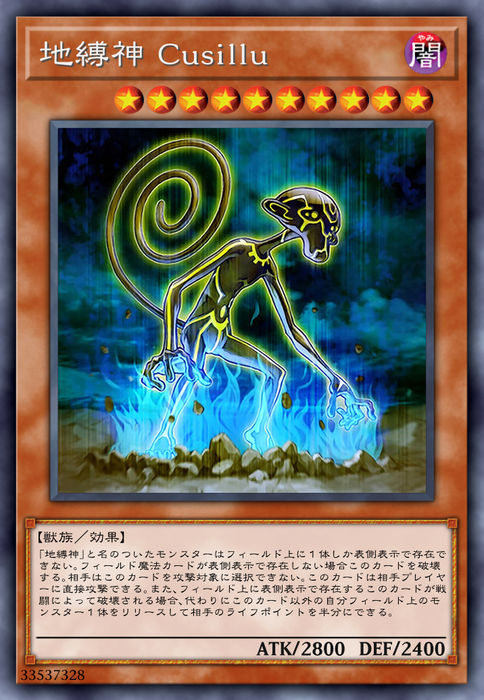 地縛神 Cusillu
やみ
闇
【獣族／効果】
「地縛神」と名のついたモンスターはフィールド上に１体しか表側表示で存在で
きない。フィールド魔法カードが表側表示で存在しない場合このカードを破壊
する。相手はこのカードを攻撃対象に選択できない。このカードは相手プレイヤ
ーに直接攻撃できる。また、フィールド上に表側表示で存在するこのカードが戦
闘によって破壊される場合、代わりにこのカード以外の自分フィールド上のモ
ンスター１体をリリースして相手のライフポイントを半分にできる。
ATK/2800 DEF/2400
33537328